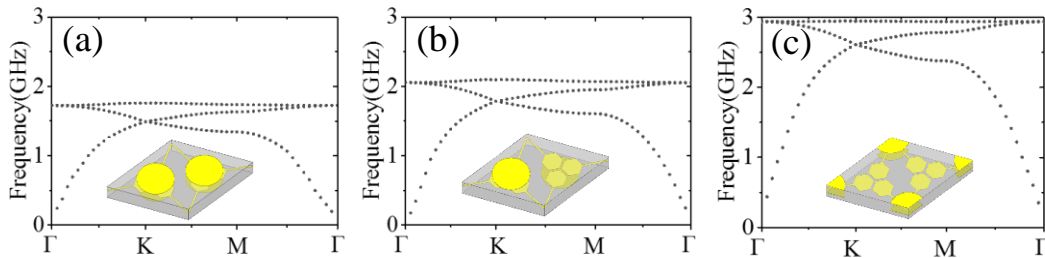 (a)
Frequency(GHz)
3
2
1
0
Γ K M Γ
(b)
Frequency(GHz)
3
2
1
0
Γ K M Γ
(c)
Frequency(GHz)
3
2
1
0
Γ K M Γ